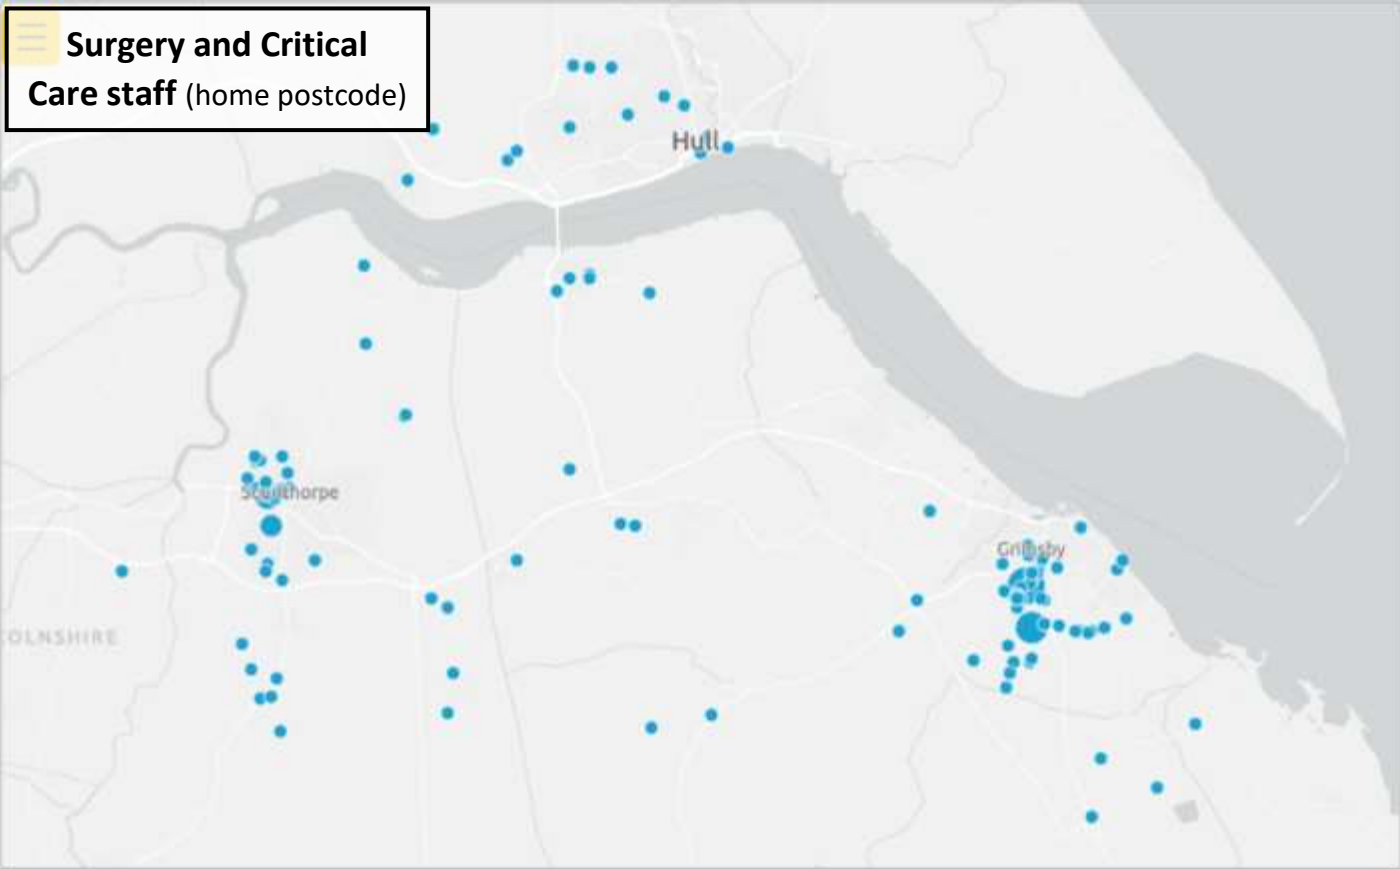 Surgery and Critical
Care staff (home postcode)
Hull
Scunthorpe
Grimsby
COLNSHIRE